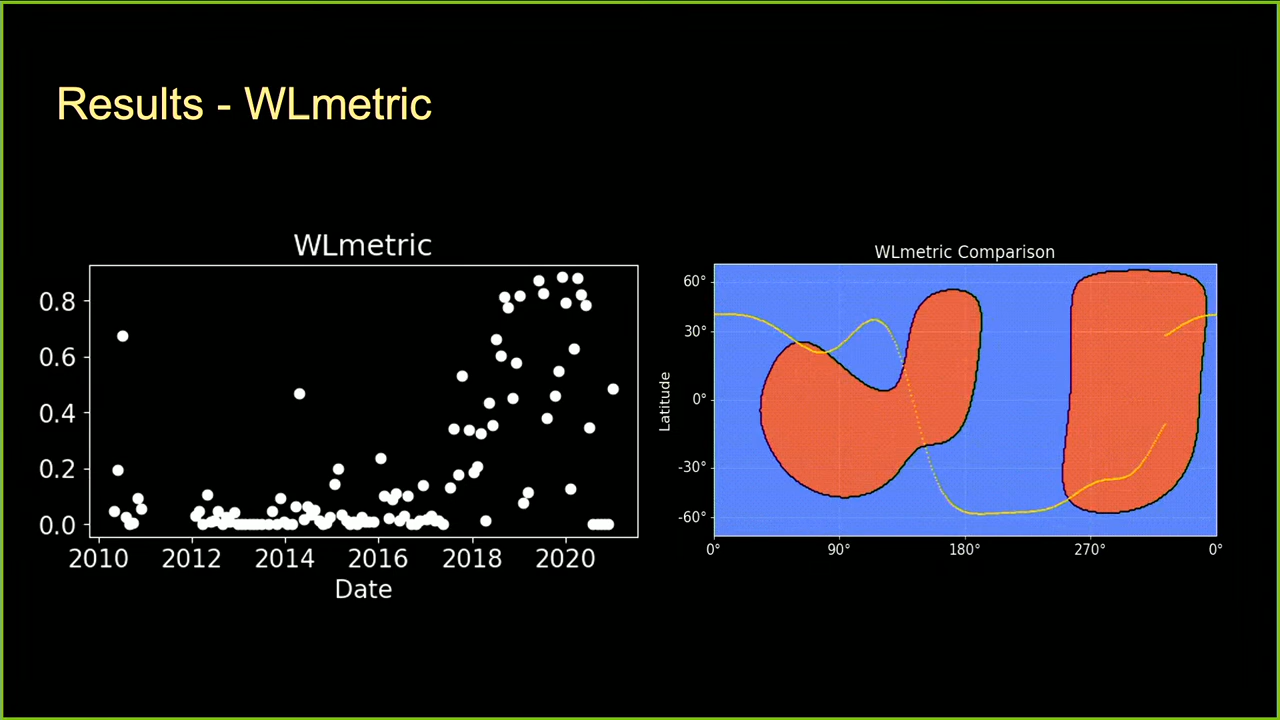 Results - WLmetric
WLmetric
0.8
0.6
0.4
0.2
0.0
2010 2012 2014 2016 2018 2020
Date
WLmetric Comparison
60°
30°
0°
-30°
-60°
Latitude
0° 90° 180° 270° 0°